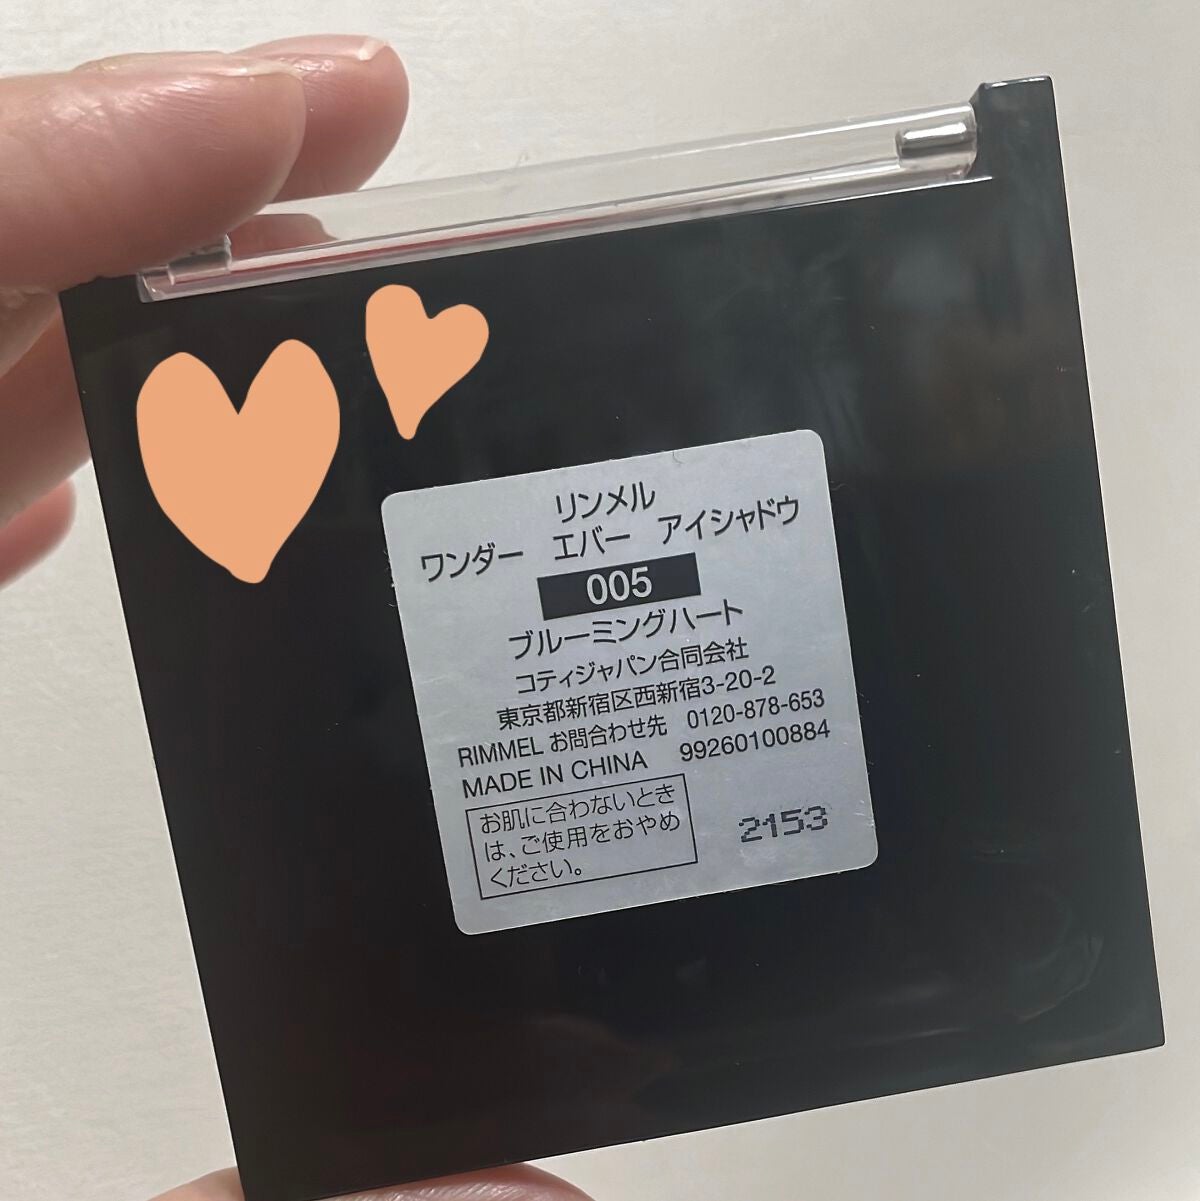 リンメル
ワンダー エバー アイシャドウ
005
ブルーミングハート
コティジャパン合同会社
東京都新宿区西新宿3-20-2
RIMMEL お問合わせ先 0120-878-653
MADE IN CHINA 99260100884
お肌に合わないとき
は、ご使用をおやめ
ください。
2153